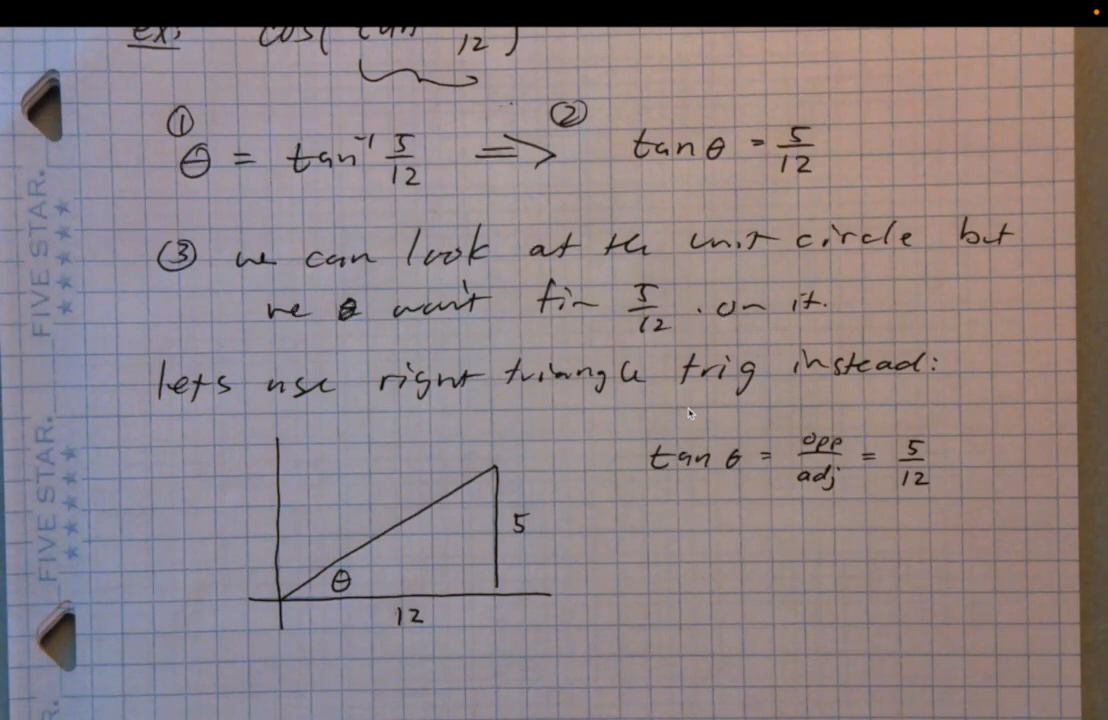 ex: cos( tan 12 )
① ②
θ = tan⁻¹ 5/12 ⇒ tan θ = 5/12
③ we can look at the unit circle but
we won't fin 5/12 . on it.
lets use right triangle trig instead:
tan θ = opp/adj = 5/12
5
θ
12
FIVE STAR.
FIVE STAR.
R.